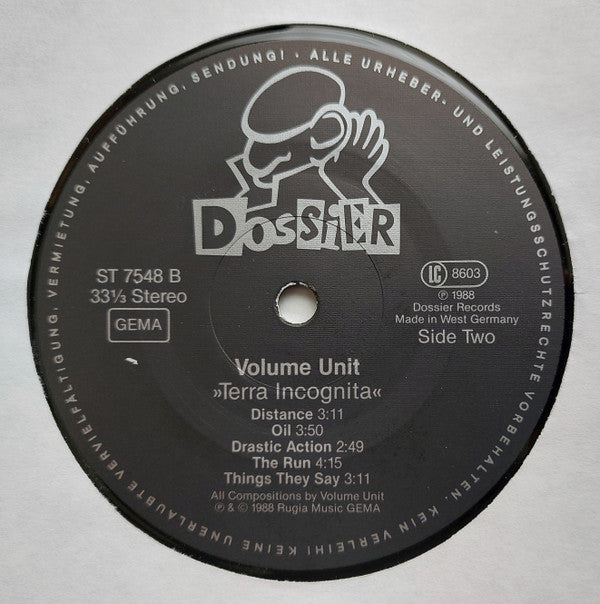 ALLE URHEBER- UND LEISTUNGSSCHUTZRECHTE VORBEHALTEN. KEIN VERLEIH! KEINE UNERLAUBTE VERVIELFÄLTIGUNG, VERMIETUNG, AUFFÜHRUNG, SENDUNG! ·
DOSSiER
ST 7548 B
33⅓ Stereo
GEMA
LC 8603
℗ 1988
Dossier Records
Made in West Germany
Side Two
Volume Unit
»Terra Incognita«
Distance 3:11
Oil 3:50
Drastic Action 2:49
The Run 4:15
Things They Say 3:11
All Compositions by Volume Unit
℗ & © 1988 Rugia Music GEMA